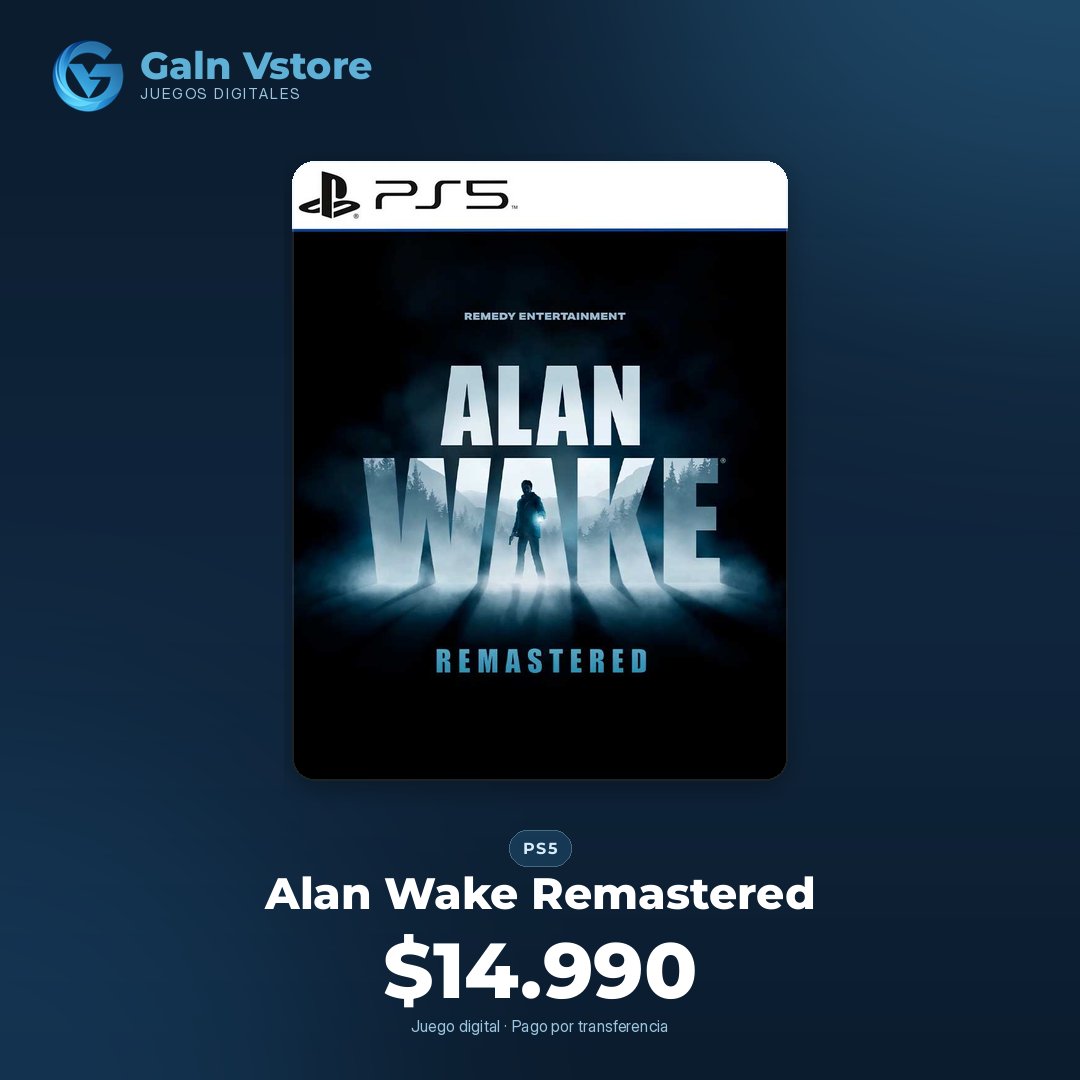 Galn Vstore
JUEGOS DIGITALES
PS5
REMEDY ENTERTAINMENT
ALAN
WAKE
REMASTERED
PS5
Alan Wake Remastered
$14.990
Juego digital · Pago por transferencia